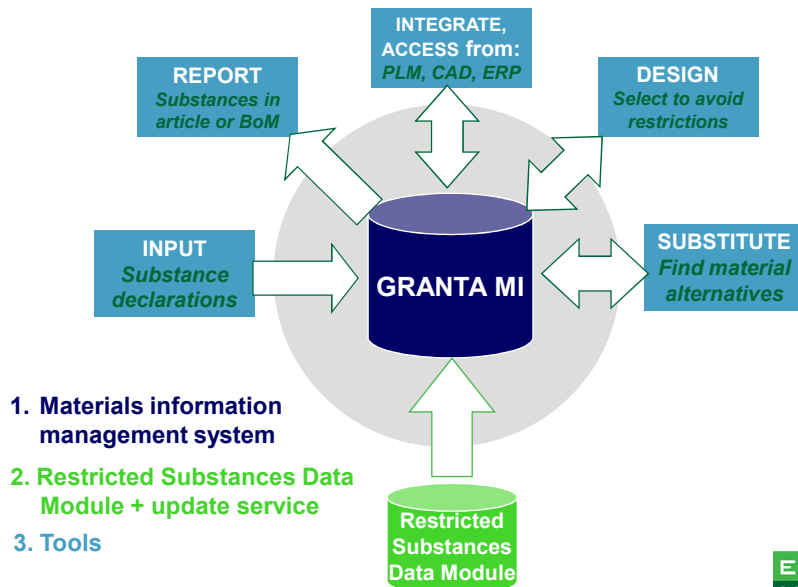 INTEGRATE,
ACCESS from:
PLM, CAD, ERP
REPORT
Substances in
article or BoM
DESIGN
Select to avoid
restrictions
INPUT
Substance
declarations
GRANTA MI
SUBSTITUTE
Find material
alternatives
1. Materials information
management system
2. Restricted Substances Data
Module + update service
3. Tools
Restricted
Substances
Data Module
E